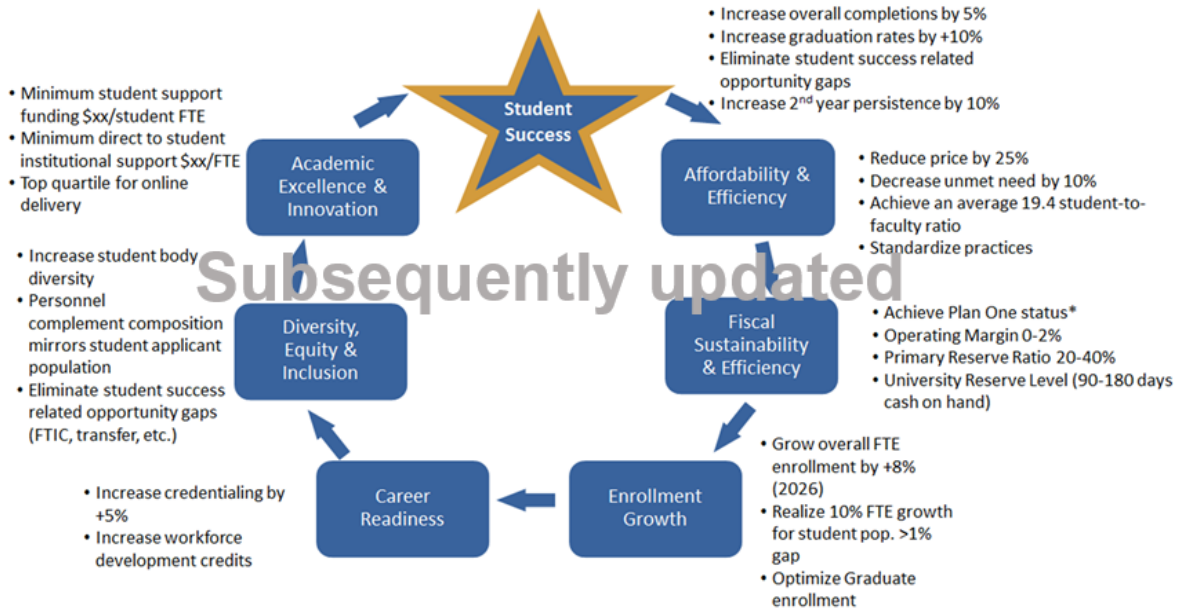 Student
Success
• Increase overall completions by 5%
• Increase graduation rates by +10%
• Eliminate student success related
opportunity gaps
• Increase 2nd year persistence by 10%
Affordability &
Efficiency
• Reduce price by 25%
• Decrease unmet need by 10%
• Achieve an average 19.4 student-to-
faculty ratio
• Standardize practices
Subsequently updated
Fiscal
Sustainability
& Efficiency
• Achieve Plan One status*
• Operating Margin 0-2%
• Primary Reserve Ratio 20-40%
• University Reserve Level (90-180 days
cash on hand)
Enrollment
Growth
• Grow overall FTE
enrollment by +8%
(2026)
• Realize 10% FTE growth
for student pop. >1%
gap
• Optimize Graduate
enrollment
Career
Readiness
• Increase credentialing by
+5%
• Increase workforce
development credits
Diversity,
Equity &
Inclusion
• Increase student body
diversity
• Personnel
complement composition
mirrors student applicant
population
• Eliminate student success
related opportunity gaps
(FTIC, transfer, etc.)
Academic
Excellence &
Innovation
• Minimum student support
funding $xx/student FTE
• Minimum direct to student
institutional support $xx/FTE
• Top quartile for online
delivery